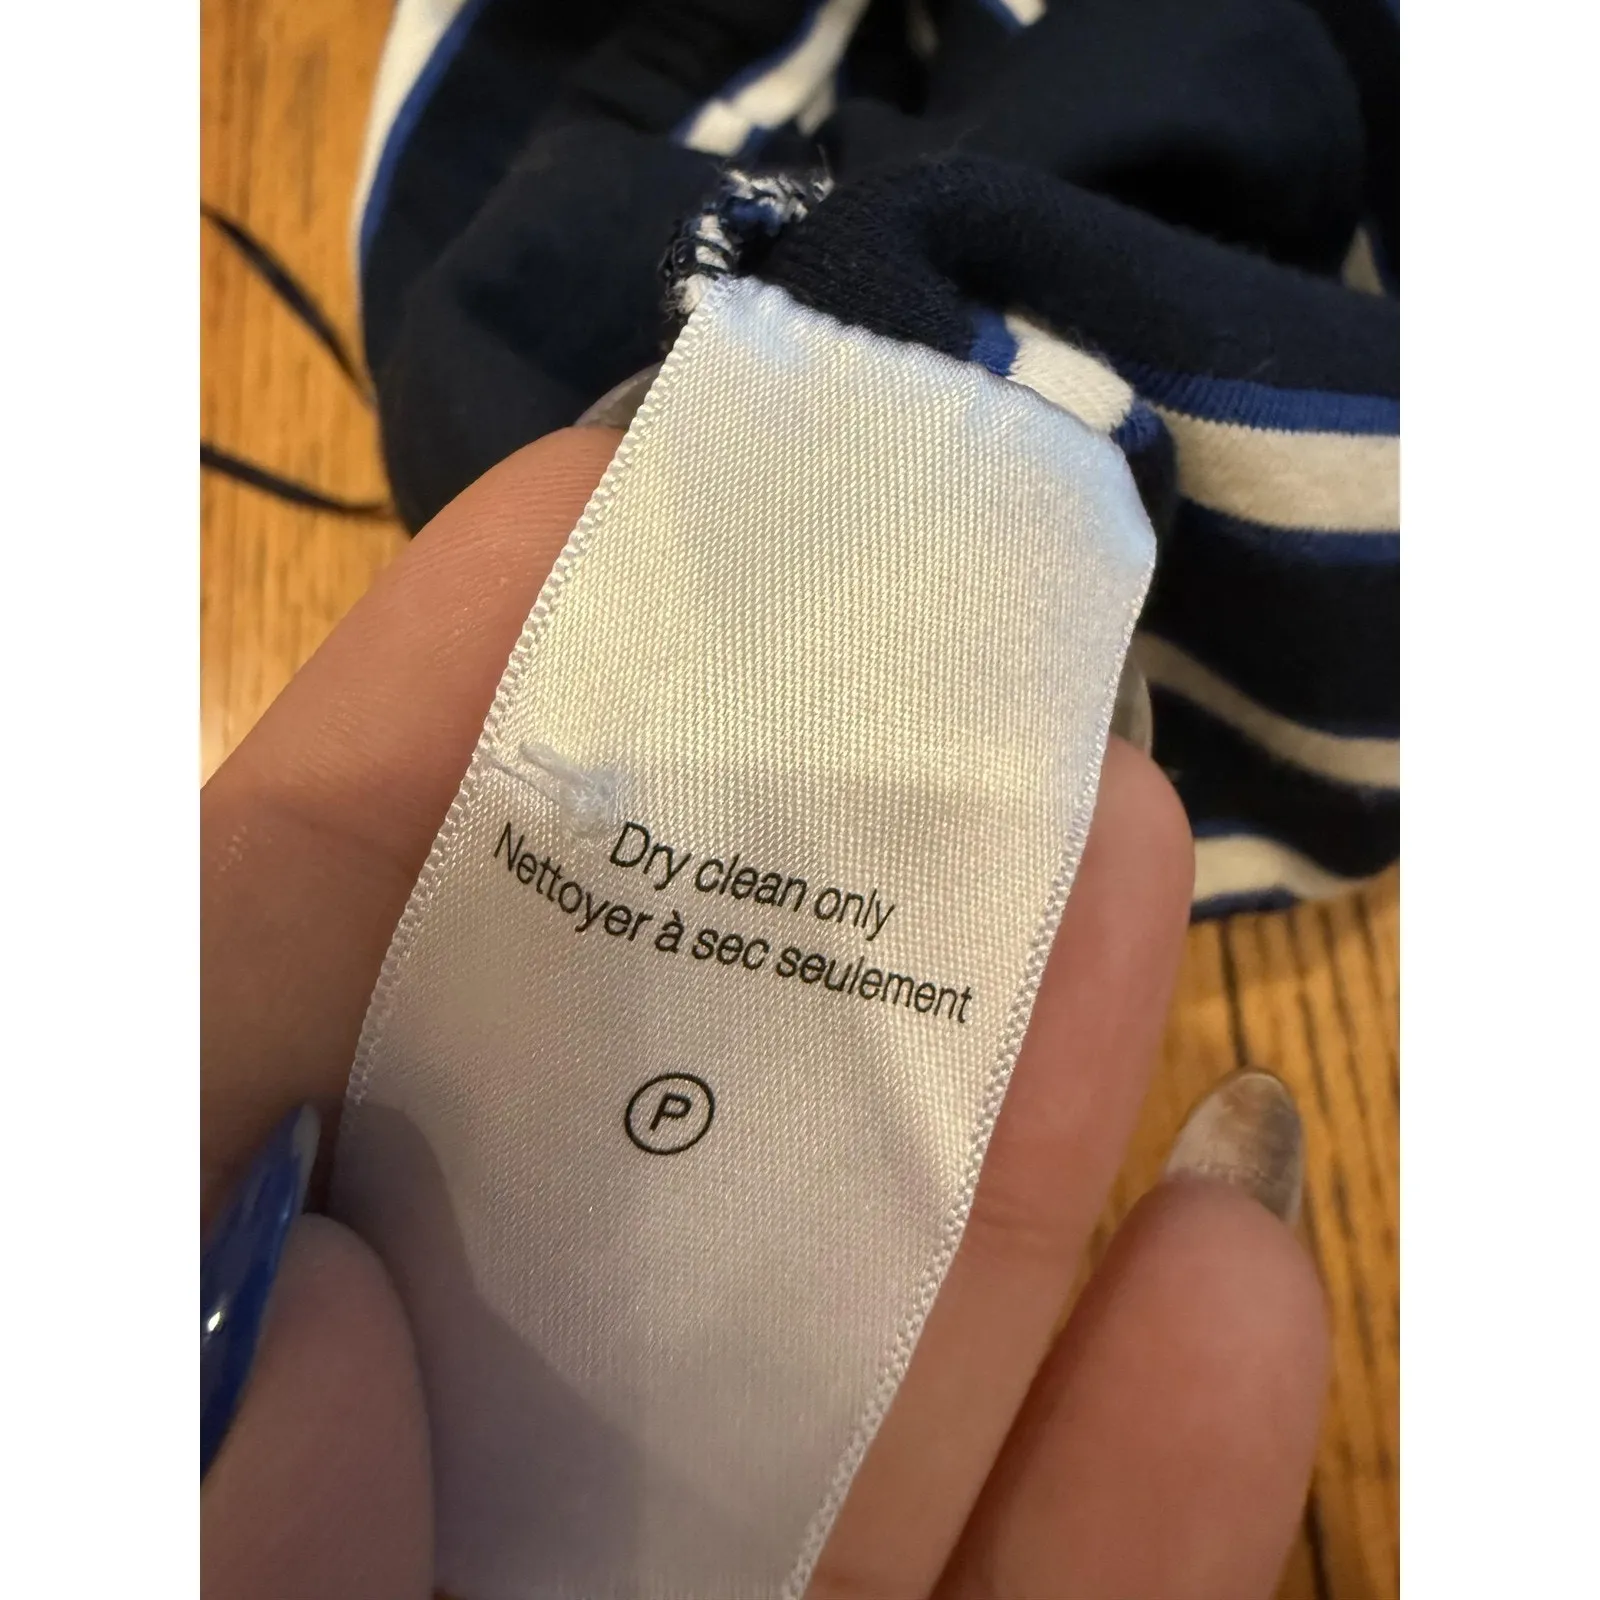 Dry clean only
Nettoyer à sec seulement
P